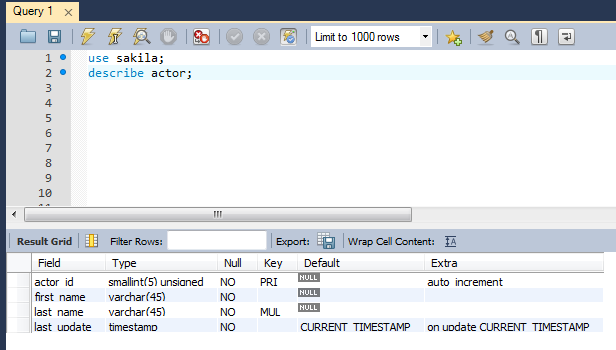 Query 1
Limit to 1000 rows
1 use sakila;
2 describe actor;
3
4
5
6
7
8
9
10
11
Result Grid Filter Rows: Export: Wrap Cell Content:
Field Type Null Key Default Extra
actor_id smallint(5) unsigned NO PRI NULL auto_increment
first_name varchar(45) NO NULL
last_name varchar(45) NO MUL NULL
last_update timestamp NO CURRENT_TIMESTAMP on update CURRENT_TIMESTAMP